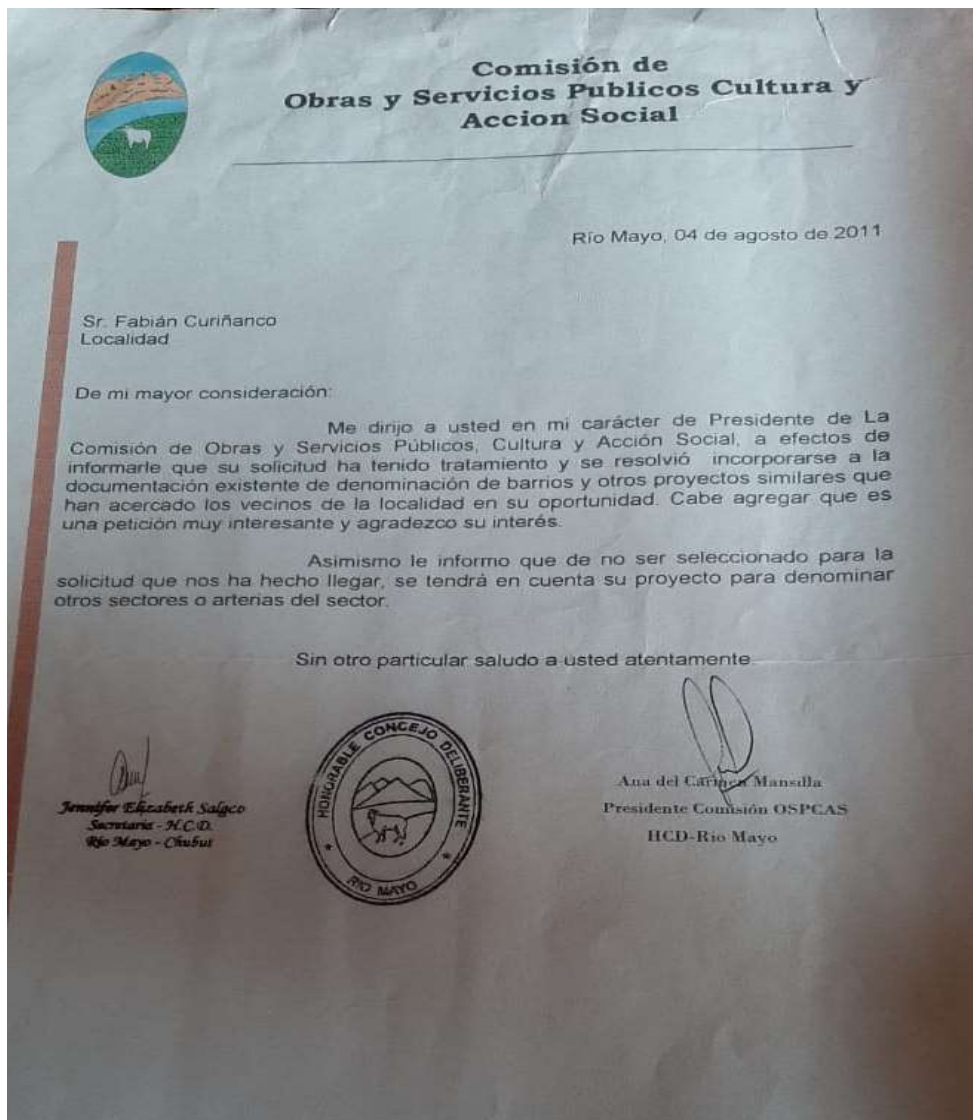 Comisión de
Obras y Servicios Publicos Cultura y
Accion Social
Río Mayo, 04 de agosto de 2011
Sr. Fabián Curiñanco
Localidad
De mi mayor consideración:
Me dirijo a usted en mi carácter de Presidente de La
Comisión de Obras y Servicios Públicos, Cultura y Acción Social, a efectos de
informarle que su solicitud ha tenido tratamiento y se resolvió incorporarse a la
documentación existente de denominación de barrios y otros proyectos similares que
han acercado los vecinos de la localidad en su oportunidad. Cabe agregar que es
una petición muy interesante y agradezco su interés.
Asimismo le informo que de no ser seleccionado para la
solicitud que nos ha hecho llegar, se tendrá en cuenta su proyecto para denominar
otros sectores o arterias del sector.
Sin otro particular saludo a usted atentamente.
Jennifer Elizabeth
Secretaria - H.C.D.
Río Mayo - Chubut
HONORABLE CONCEJO DELIBERANTE
RIO MAYO
Ana del Carmen Mansilla
Presidente Comisión OSPCAS
HCD-Rio Mayo